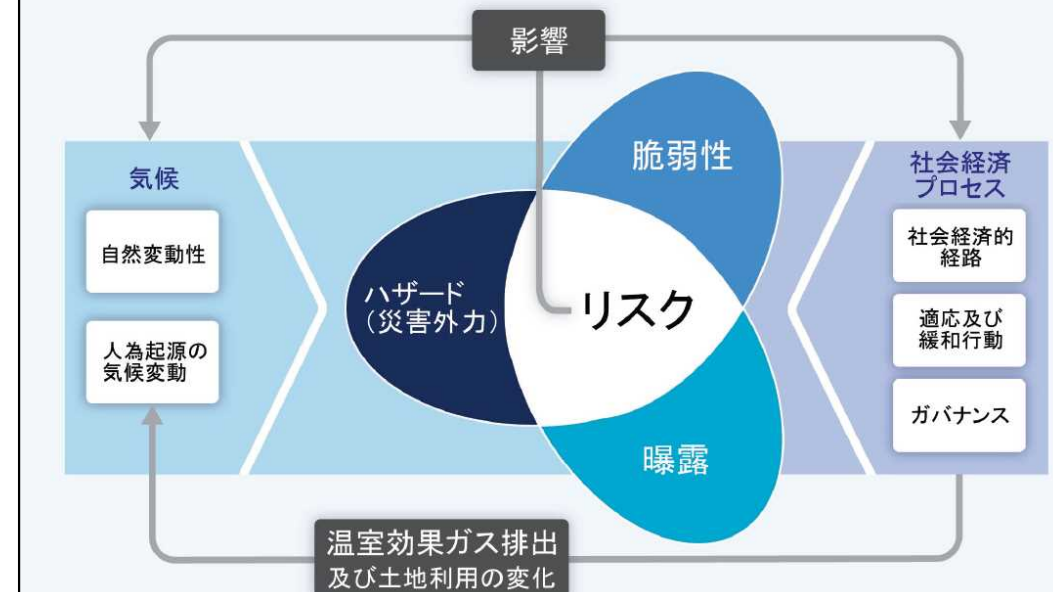 影響
気候
自然変動性
人為起源の
気候変動
ハザード
(災害外力)
脆弱性
リスク
曝露
社会経済
プロセス
社会経済的
経路
適応及び
緩和行動
ガバナンス
温室効果ガス排出
及び土地利用の変化